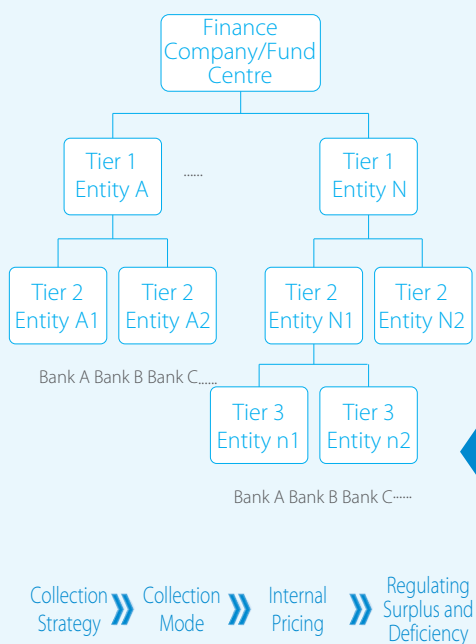 Finance
Company/Fund
Centre
Tier 1
Entity A
......
Tier 1
Entity N
Tier 2
Entity A1
Tier 2
Entity A2
Tier 2
Entity N1
Tier 2
Entity N2
Bank A Bank B Bank C......
Tier 3
Entity n1
Tier 3
Entity n2
Bank A Bank B Bank C······
Collection
Strategy
Collection
Mode
Internal
Pricing
Regulating
Surplus and
Deficiency